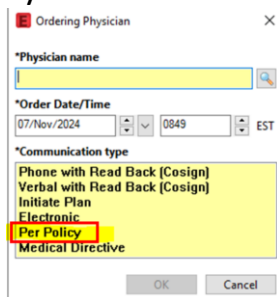 E Ordering Physician
*Physician name
*Order Date/Time
07/Nov/2024 0849 EST
*Communication type
Phone with Read Back (Cosign)
Verbal with Read Back (Cosign)
Initiate Plan
Electronic
Per Policy
Medical Directive
OK Cancel